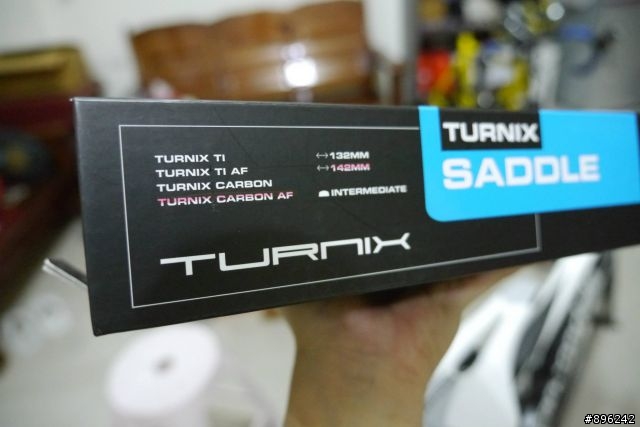 TURNIX TI
TURNIX TI AF
TURNIX CARBON
TURNIX CARBON AF
↔132MM
↔142MM
INTERMEDIATE
TURNIX
TURNIX
SADDLE
#896242